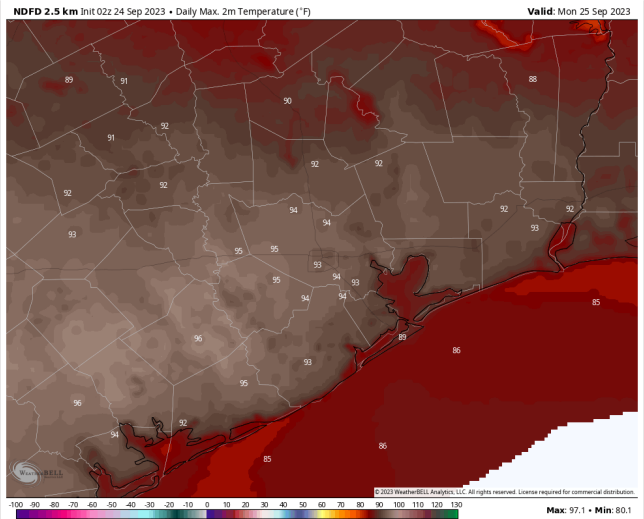 NDFD 2.5 km Init 02z 24 Sep 2023 • Daily Max. 2m Temperature (°F)
Valid: Mon 25 Sep 2023
89 91 90 88
91 92
92 92
92 92
92 92
94
93 94 93
95 95
93
95 94 93
94 94
85
96 89
86
93
95
96
92
94
86
85
WeatherBELL
© 2023 WeatherBELL Analytics, LLC. All rights reserved. License required for commercial distribution.
-100 -90 -80 -70 -60 -50 -40 -30 -20 -10 0 10 20 30 40 50 60 70 80 90 100 110 120 130
Max: 97.1 • Min: 80.1